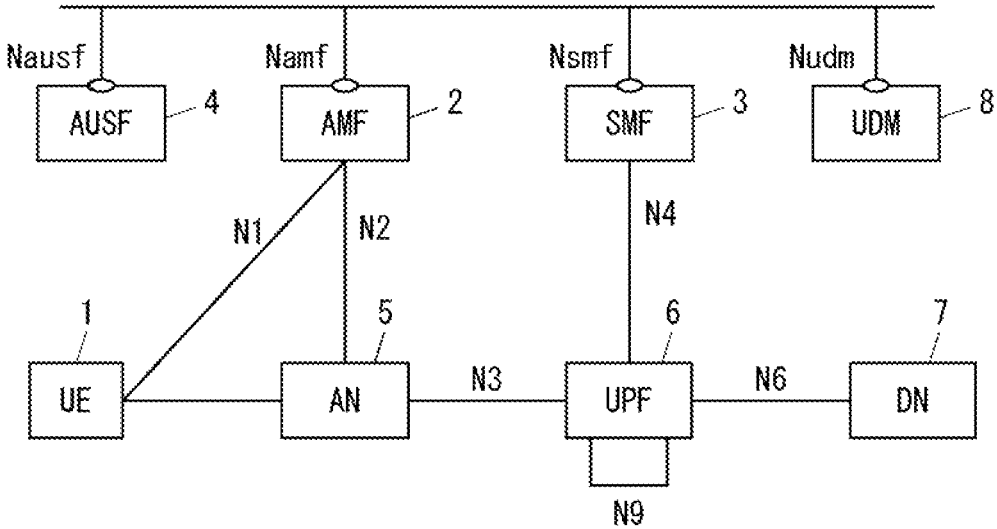 Nausf Namf Nsmf Nudm
AUSF 4 AMF 2 SMF 3 UDM 8
N1 N2 N4
1 5 6 7
UE AN N3 UPF N6 DN
N9